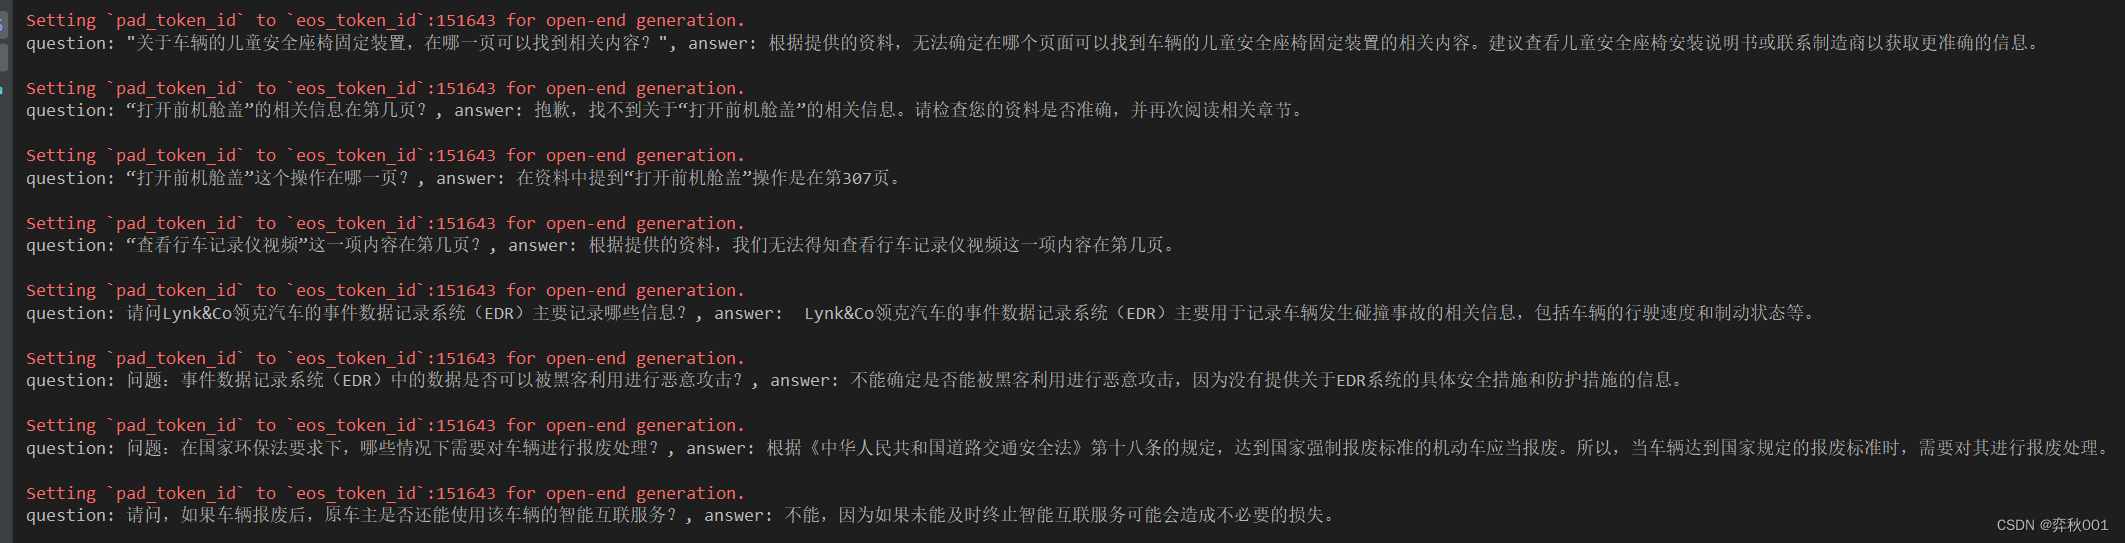 Setting `pad_token_id` to `eos_token_id`:151643 for open-end generation.
question: "关于车辆的儿童安全座椅固定装置，在哪一页可以找到相关内容？", answer: 根据提供的资料，无法确定在哪个页面可以找到车辆的儿童安全座椅固定装置的相关内容。建议查看儿童安全座椅安装说明书或联系制造商以获取更准确的信息。
Setting `pad_token_id` to `eos_token_id`:151643 for open-end generation.
question: “打开前机舱盖”的相关信息在第几页？, answer: 抱歉，找不到关于“打开前机舱盖”的相关信息。请检查您的资料是否准确，并再次阅读相关章节。
Setting `pad_token_id` to `eos_token_id`:151643 for open-end generation.
question: “打开前机舱盖”这个操作在哪一页？, answer: 在资料中提到“打开前机舱盖”操作是在第307页。
Setting `pad_token_id` to `eos_token_id`:151643 for open-end generation.
question: “查看行车记录仪视频”这一项内容在第几页？, answer: 根据提供的资料，我们无法得知查看行车记录仪视频这一项内容在第几页。
Setting `pad_token_id` to `eos_token_id`:151643 for open-end generation.
question: 请问Lynk&Co领克汽车的事件数据记录系统（EDR）主要记录哪些信息？, answer:  Lynk&Co领克汽车的事件数据记录系统（EDR）主要用于记录车辆发生碰撞事故的相关信息，包括车辆的行驶速度和制动状态等。
Setting `pad_token_id` to `eos_token_id`:151643 for open-end generation.
question: 问题：事件数据记录系统（EDR）中的数据是否可以被黑客利用进行恶意攻击？, answer: 不能确定是否能被黑客利用进行恶意攻击，因为没有提供关于EDR系统的具体安全措施和防护措施的信息。
Setting `pad_token_id` to `eos_token_id`:151643 for open-end generation.
question: 问题：在国家环保法要求下，哪些情况下需要对车辆进行报废处理？, answer: 根据《中华人民共和国道路交通安全法》第十八条的规定，达到国家强制报废标准的机动车应当报废。所以，当车辆达到国家规定的报废标准时，需要对其进行报废处理。
Setting `pad_token_id` to `eos_token_id`:151643 for open-end generation.
question: 请问，如果车辆报废后，原车主是否还能使用该车辆的智能互联服务？, answer: 不能，因为如果未能及时终止智能互联服务可能会造成不必要的损失。
CSDN @弈秋001